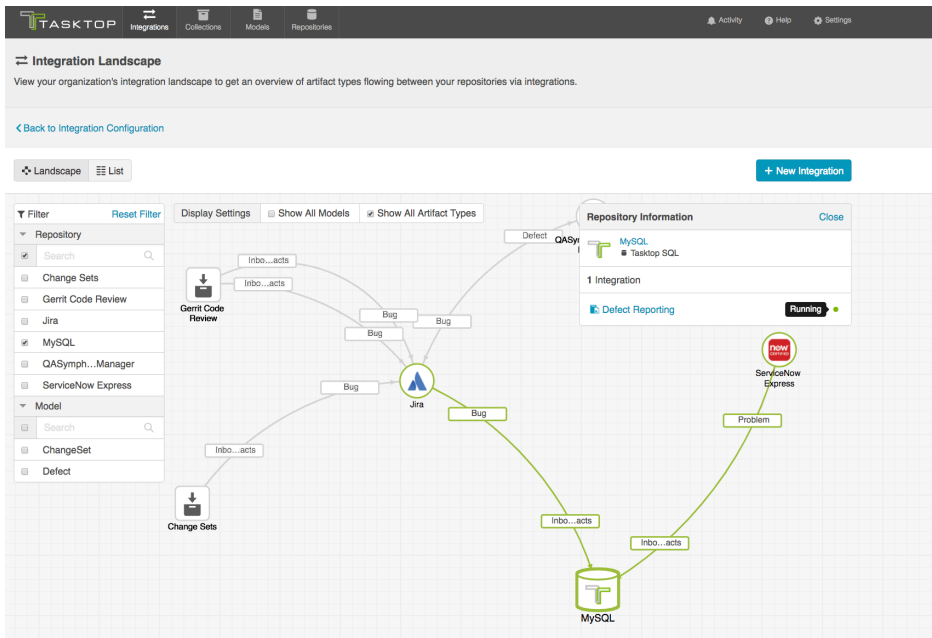 TASKTOP
Integrations
Collections
Models
Repositories
Activity
Help
Settings
Integration Landscape
View your organization's integration landscape to get an overview of artifact types flowing between your repositories via integrations.
Back to Integration Configuration
Landscape
List
+ New Integration
Filter
Reset Filter
Repository
Search
Change Sets
Gerrit Code Review
Jira
MySQL
QASymph...Manager
ServiceNow Express
Model
Search
ChangeSet
Defect
Display Settings
Show All Models
Show All Artifact Types
Defect
QASy
Repository Information
Close
MySQL
Tasktop SQL
1 Integration
Defect Reporting
Running
Inbo...acts
Inbo...acts
Gerrit Code
Review
Bug
Bug
Bug
now
ServiceNow
Express
Bug
Jira
Bug
Problem
Inbo...acts
Change Sets
Inbo...acts
Inbo...acts
MySQL